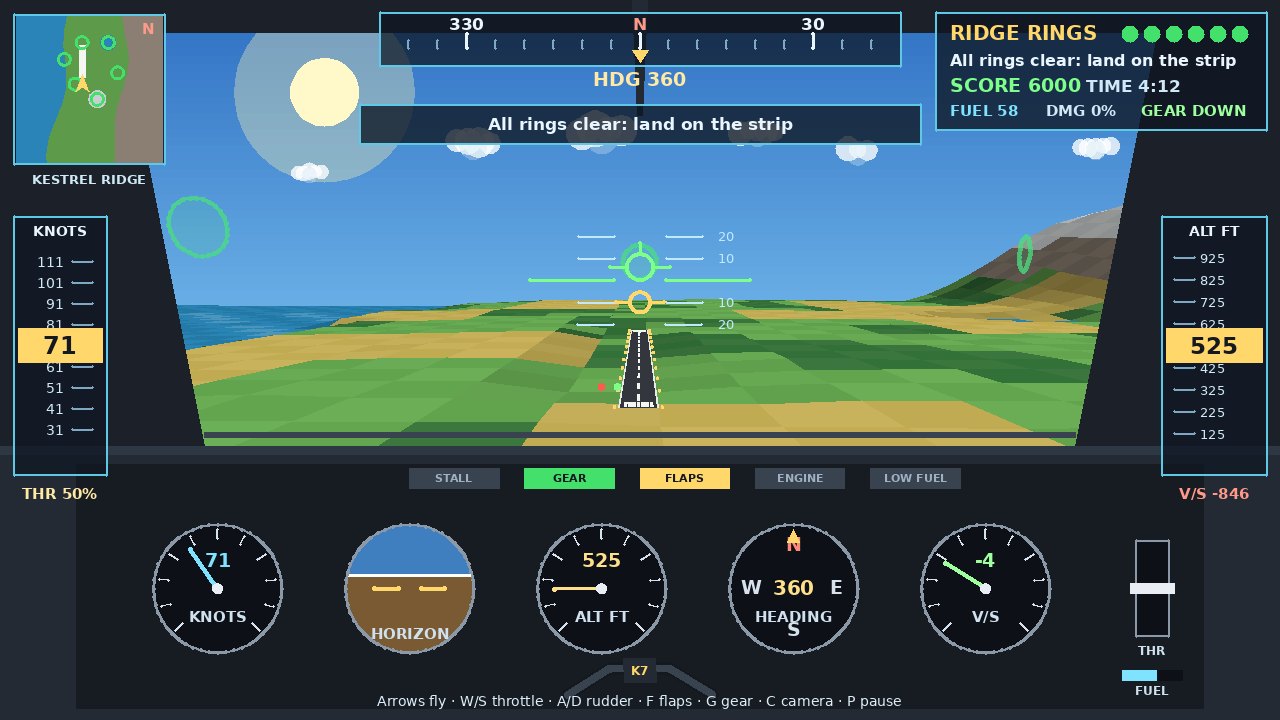 N
KESTREL RIDGE
330 N 30
HDG 360
All rings clear: land on the strip
RIDGE RINGS
All rings clear: land on the strip
SCORE 6000 TIME 4:12
FUEL 58 DMG 0% GEAR DOWN
KNOTS
111
101
91
81
71
61
51
41
31
THR 50%
20
10
10
20
ALT FT
925
825
725
625
525
425
325
225
125
V/S -846
STALL GEAR FLAPS ENGINE LOW FUEL
71
KNOTS
HORIZON
525
ALT FT
N
W 360 E
HEADING
S
-4
V/S
THR
FUEL
K7
Arrows fly · W/S throttle · A/D rudder · F flaps · G gear · C camera · P pause